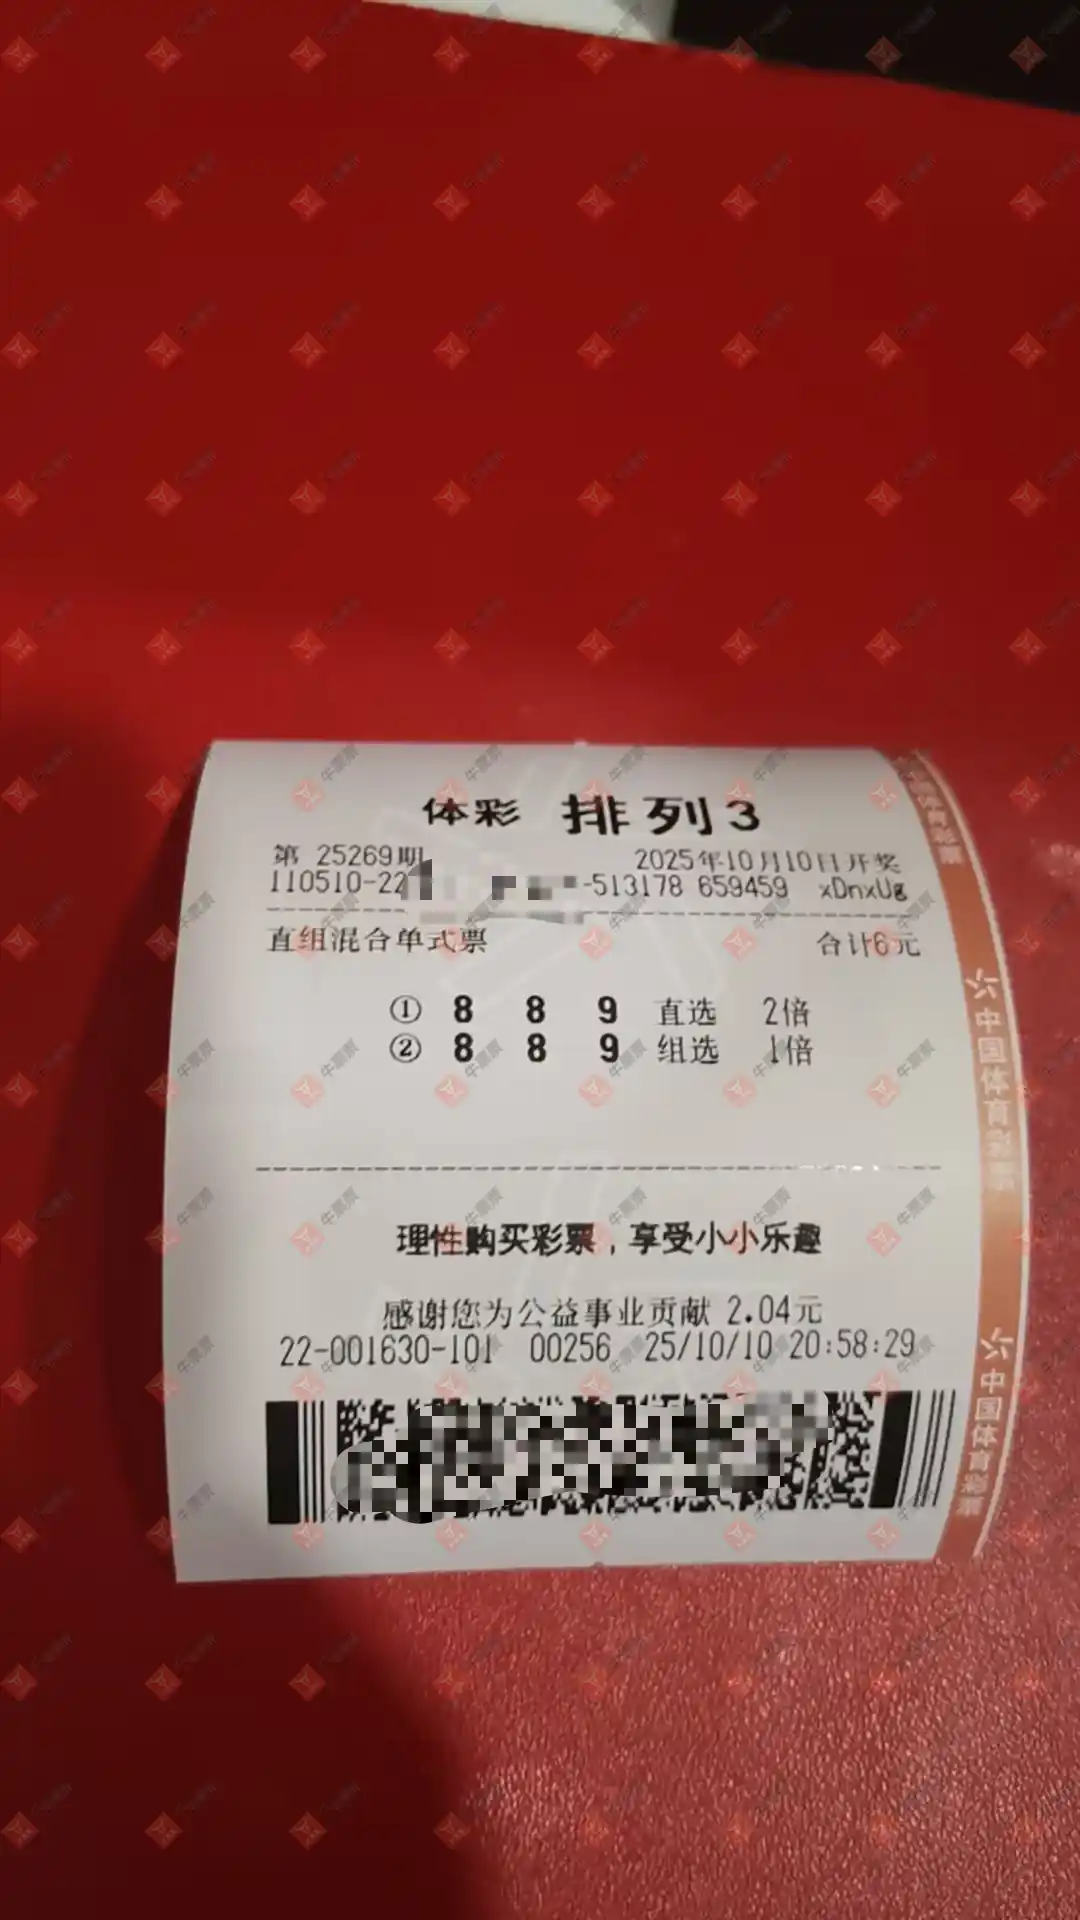 体彩 排列3
第 25269期 2025年10月10日开奖
110510-22 -513178 659459 xDnxUg
直组混合单式票 合计6元
① 8 8 9 直选 2倍
② 8 8 9 组选 1倍
理性购买彩票，享受小小乐趣
感谢您为公益事业贡献 2.04元
22-001630-101 00256 25/10/10 20:58:29
中国体育彩票
中国体育彩票
牛票票